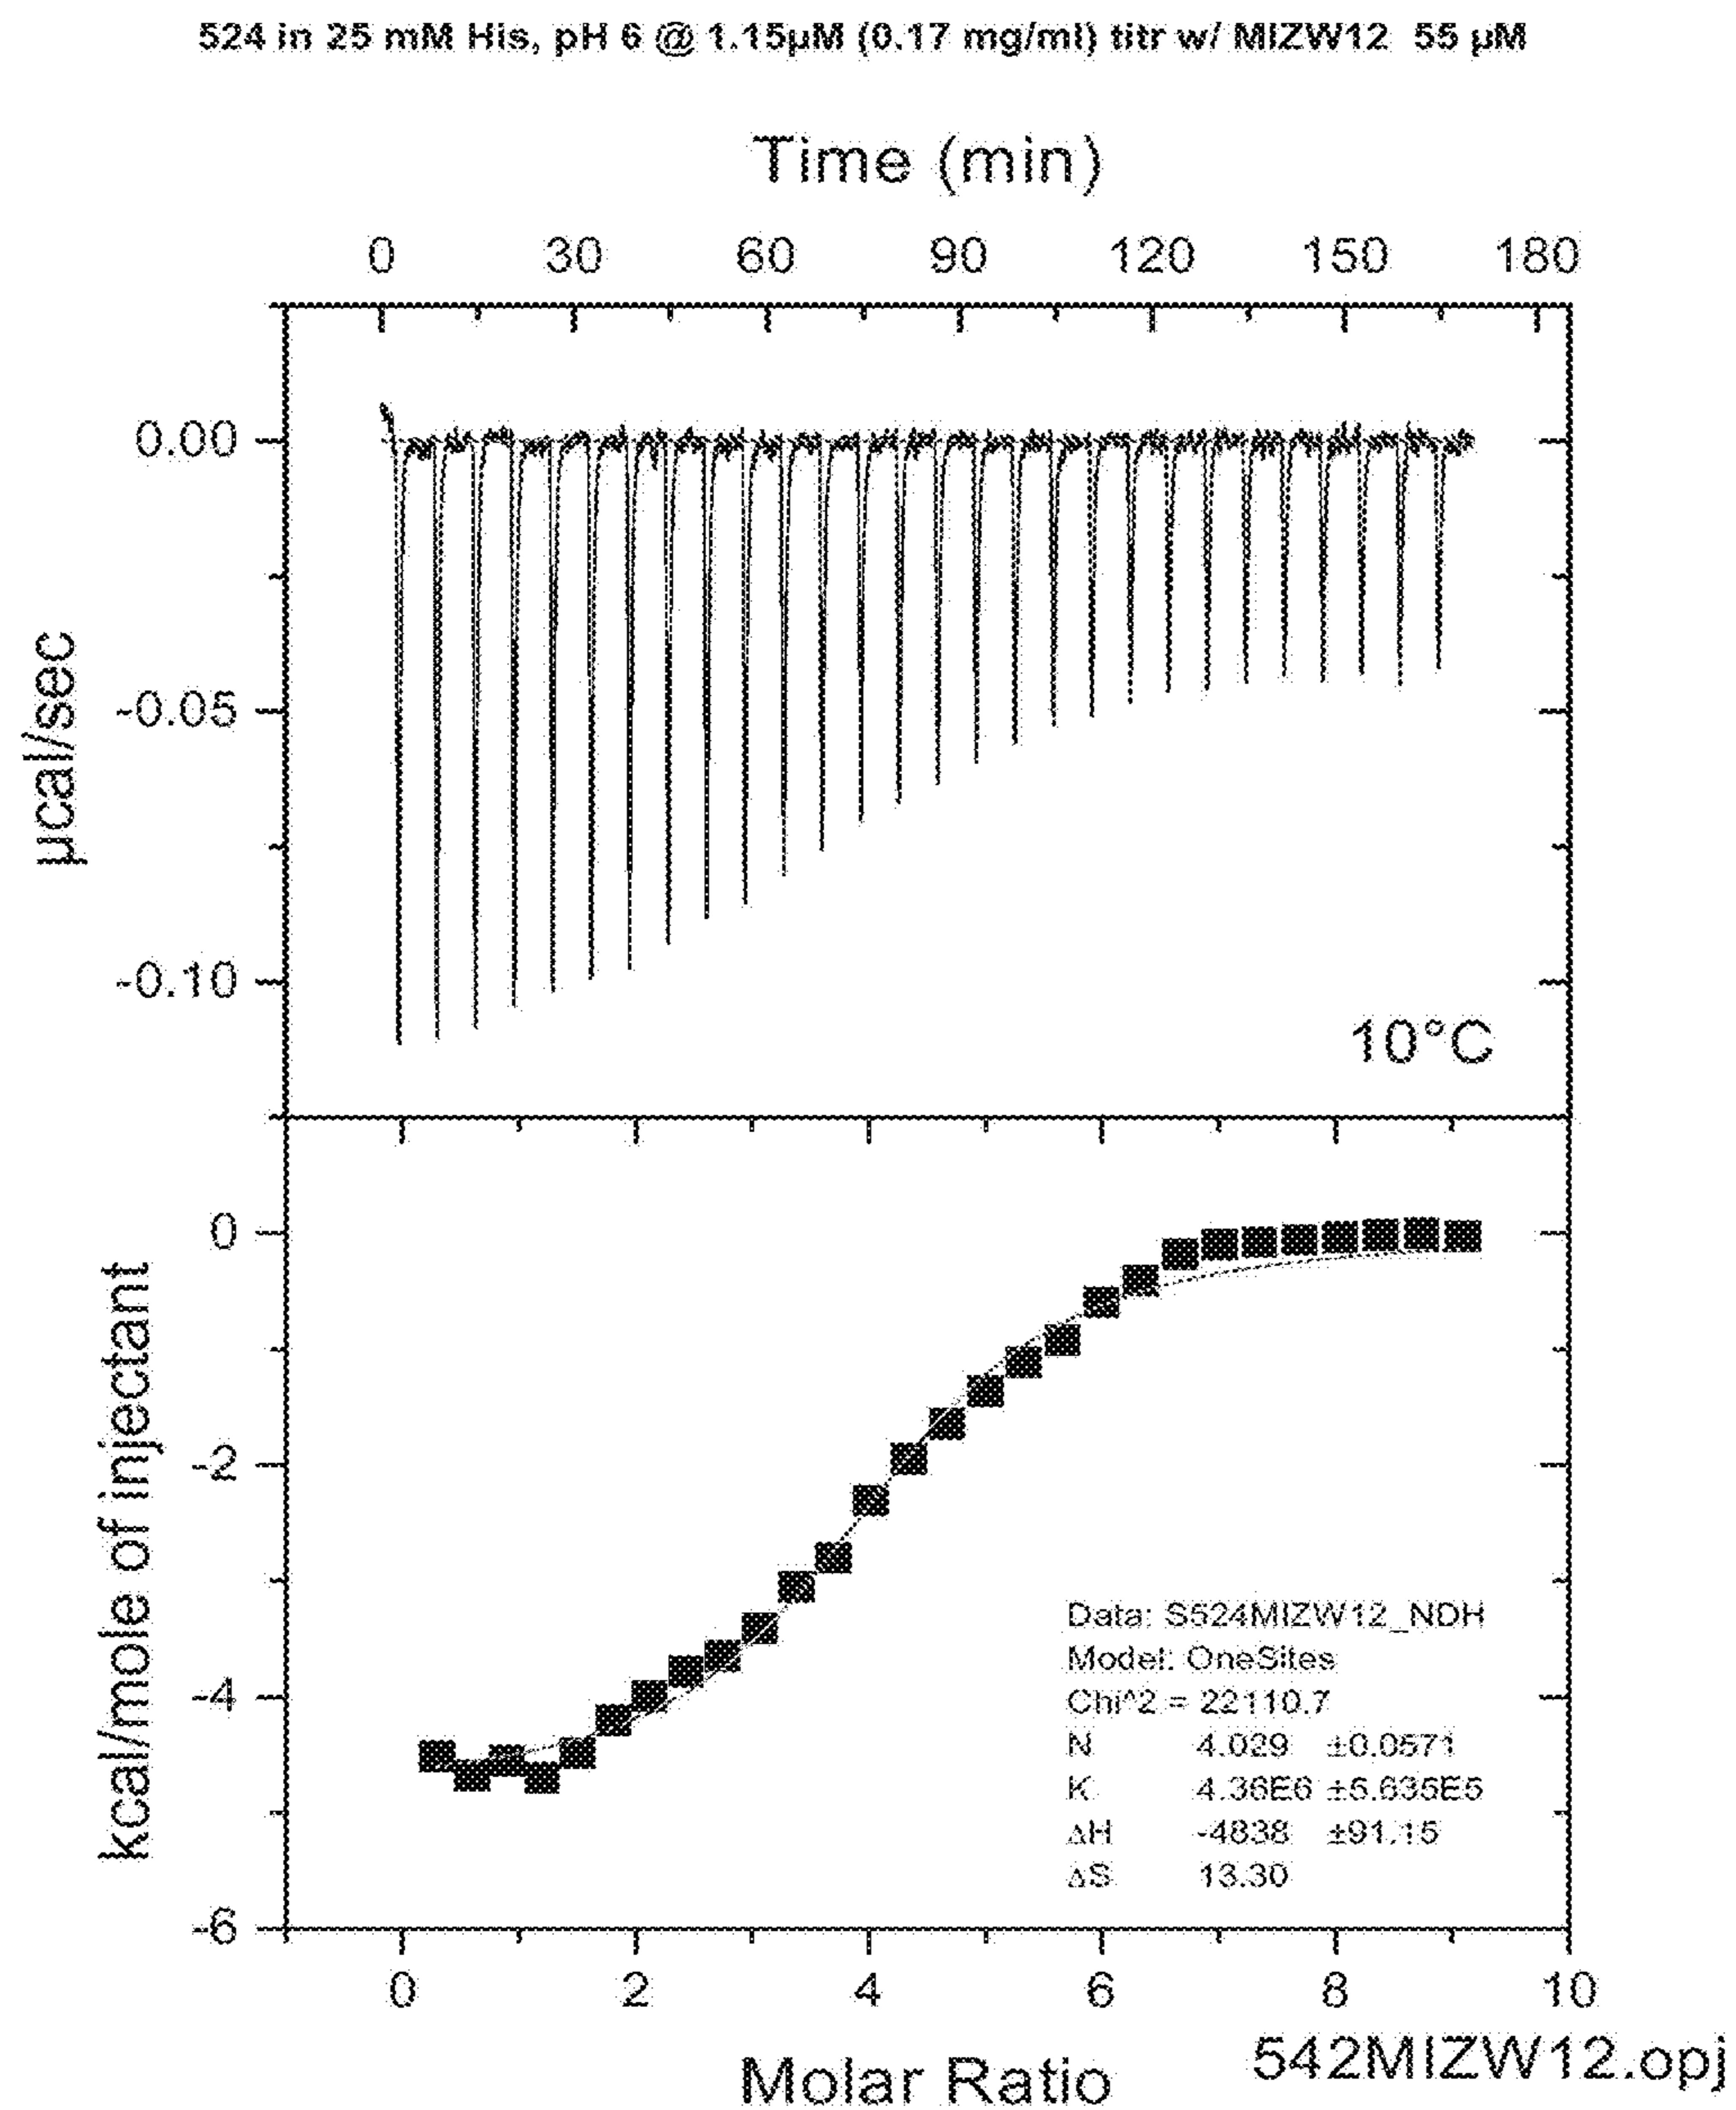 524 in 25 mM His, pH 6 @ 1.15µM (0.17 mg/ml) titr w/ MIZW12 55 µM
Time (min)
0 30 60 90 120 150 180
0.00
-0.05
-0.10
µcal/sec
10°C
0
-2
-4
-6
kcal/mole of injectant
Data: S524MIZW12_NDH
Model: OneSites
Chi^2 = 22110.7
N 4.029 ±0.0571
K 4.36E6 ±5.635E5
ΔH -4838 ±91.15
ΔS 13.30
0 2 4 6 8 10
Molar Ratio
542MIZW12.opj